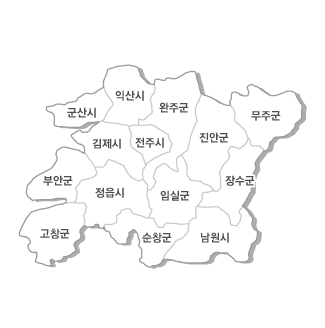 익산시
군산시
완주군
무주군
김제시
전주시
진안군
부안군
정읍시
임실군
장수군
고창군
순창군
남원시